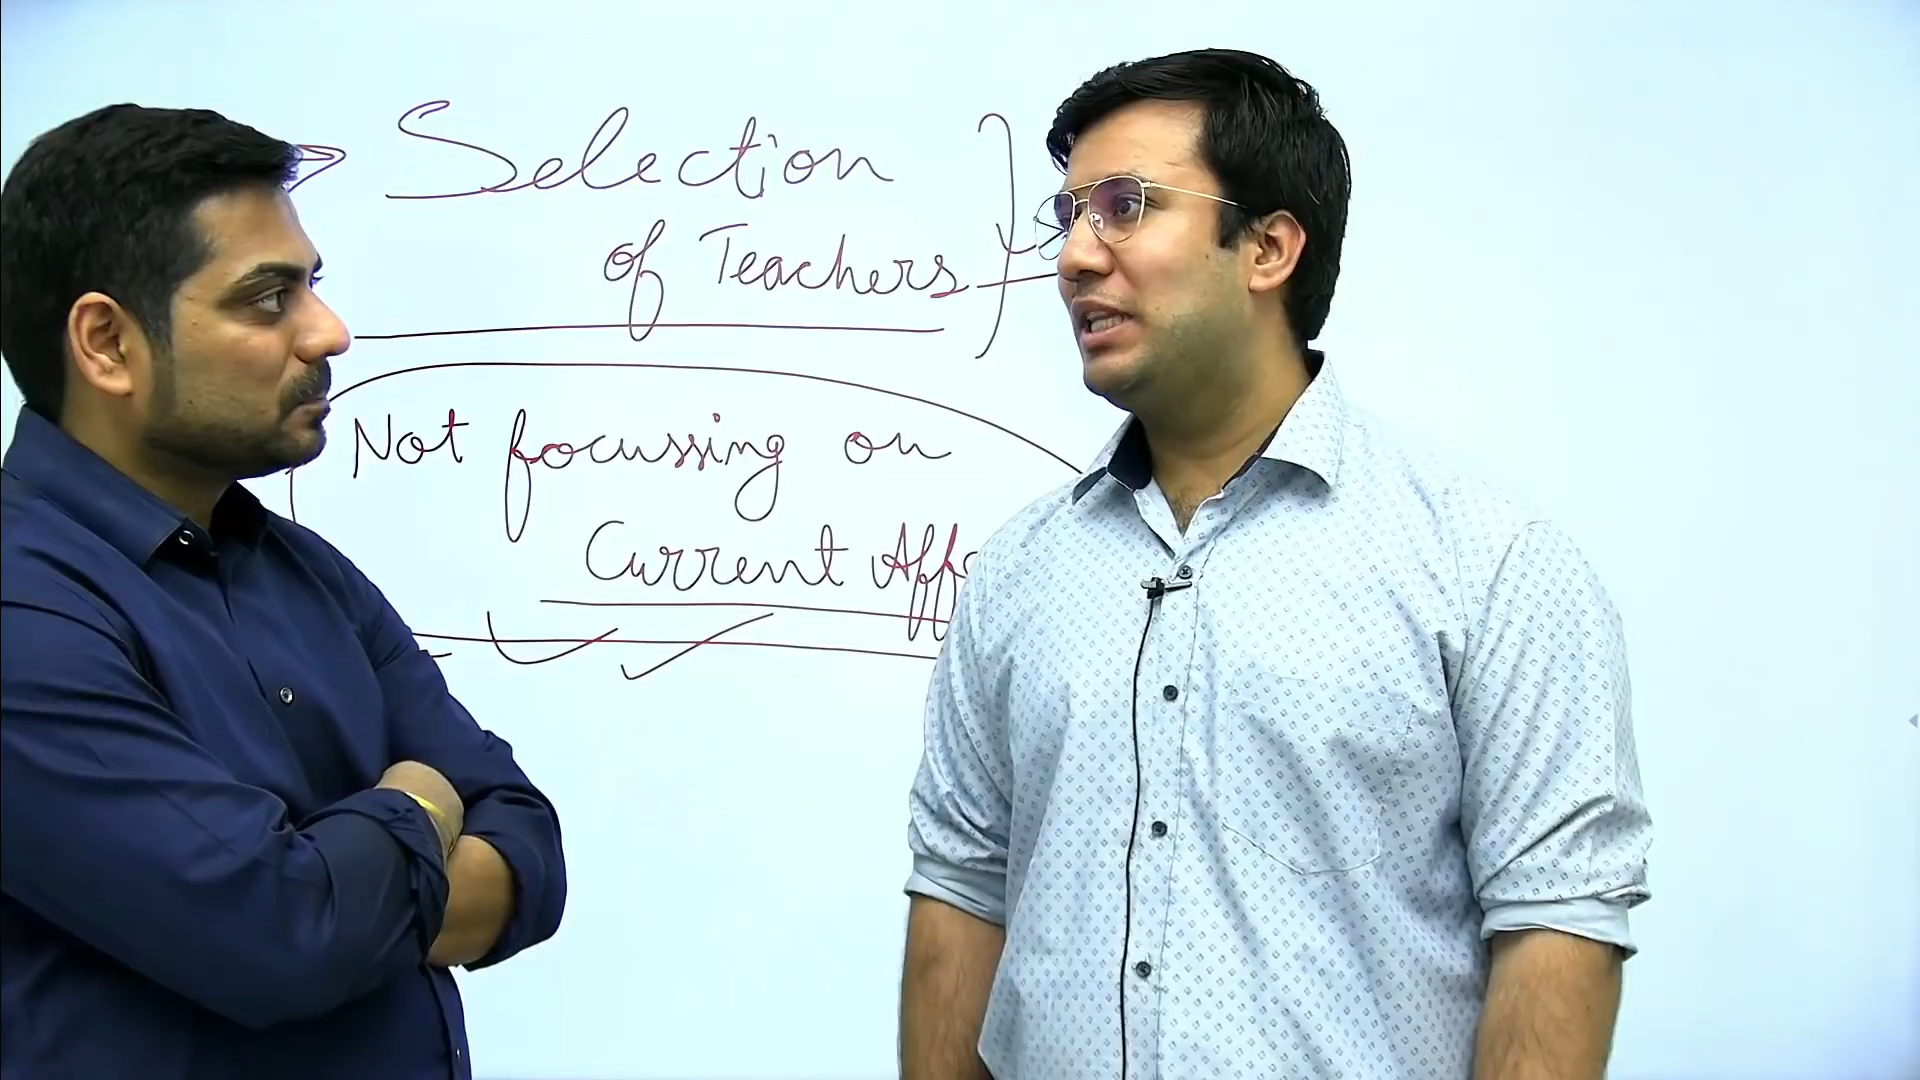 Selection
of Teachers
Not focussing on
Current